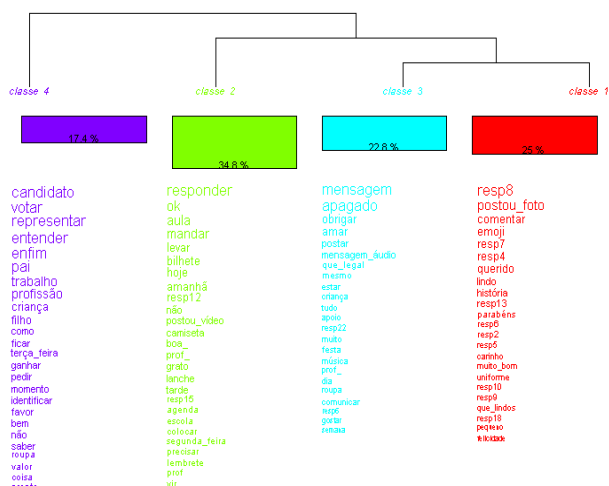 classe 4
classe 2
classe 3
classe 1
17.4 %
34.8 %
22.8 %
25 %
candidato
votar
representar
entender
enfim
pai
trabalho
profissão
criança
filho
como
ficar
terça_feira
ganhar
pedir
momento
identificar
favor
bem
não
saber
roupa
valor
coisa
responder
ok
aula
mandar
levar
bilhete
hoje
amanhã
resp12
não
postou_vídeo
camiseta
boa_
prof_
grato
lanche
tarde
resp15
agenda
escola
colocar
segunda_feira
precisar
lembrete
prof
vir
mensagem
apagado
obrigar
amar
postar
mensagem_áudio
que_legal
mesmo
estar
criança
tudo
apoio
resp22
muito
festa
música
prof_
dia
roupa
comunicar
resp6
gostar
semana
resp8
postou_foto
comentar
emoji
resp7
resp4
querido
lindo
história
resp13
parabéns
resp6
resp2
resp5
carinho
muito_bom
uniforme
resp10
resp9
que_lindos
resp18
pequeno
felicidade